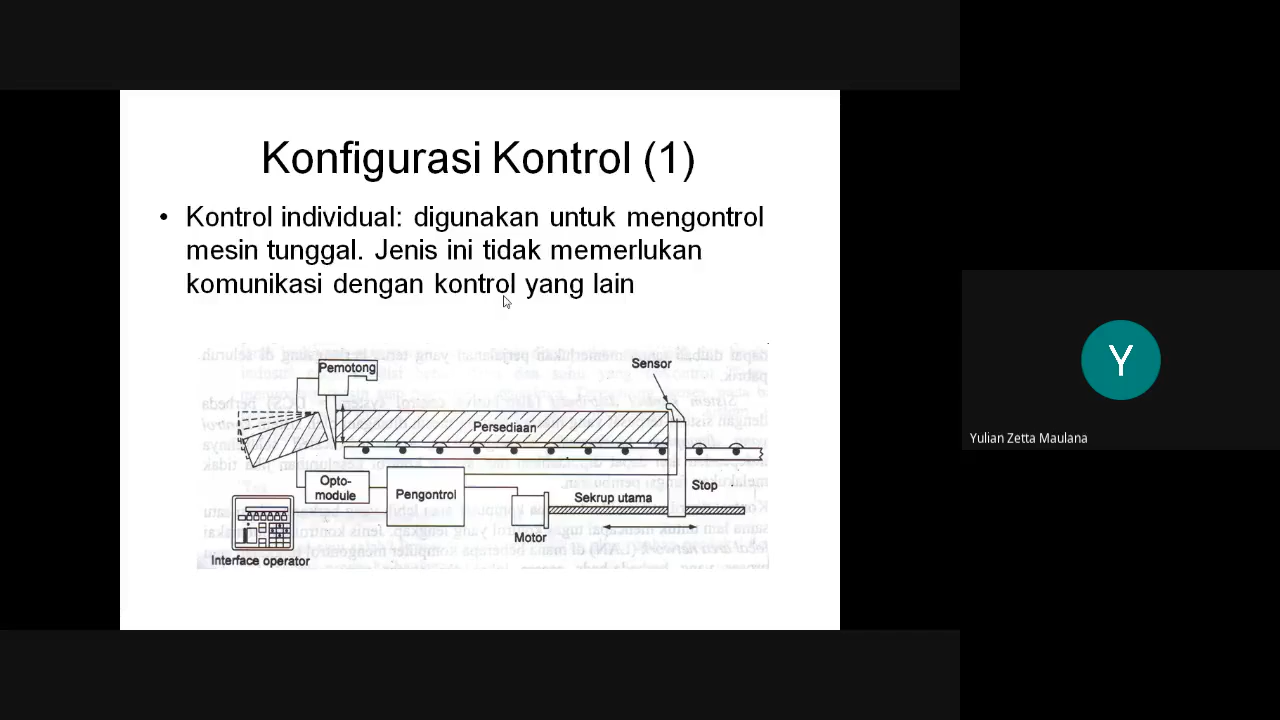 Konfigurasi Kontrol (1)
• Kontrol individual: digunakan untuk mengontrol
mesin tunggal. Jenis ini tidak memerlukan
komunikasi dengan kontrol yang lain
Pemotong
Sensor
Persediaan
Opto-
module
Pengontrol
Sekrup utama
Stop
Motor
Interface operator
Y
Yulian Zetta Maulana